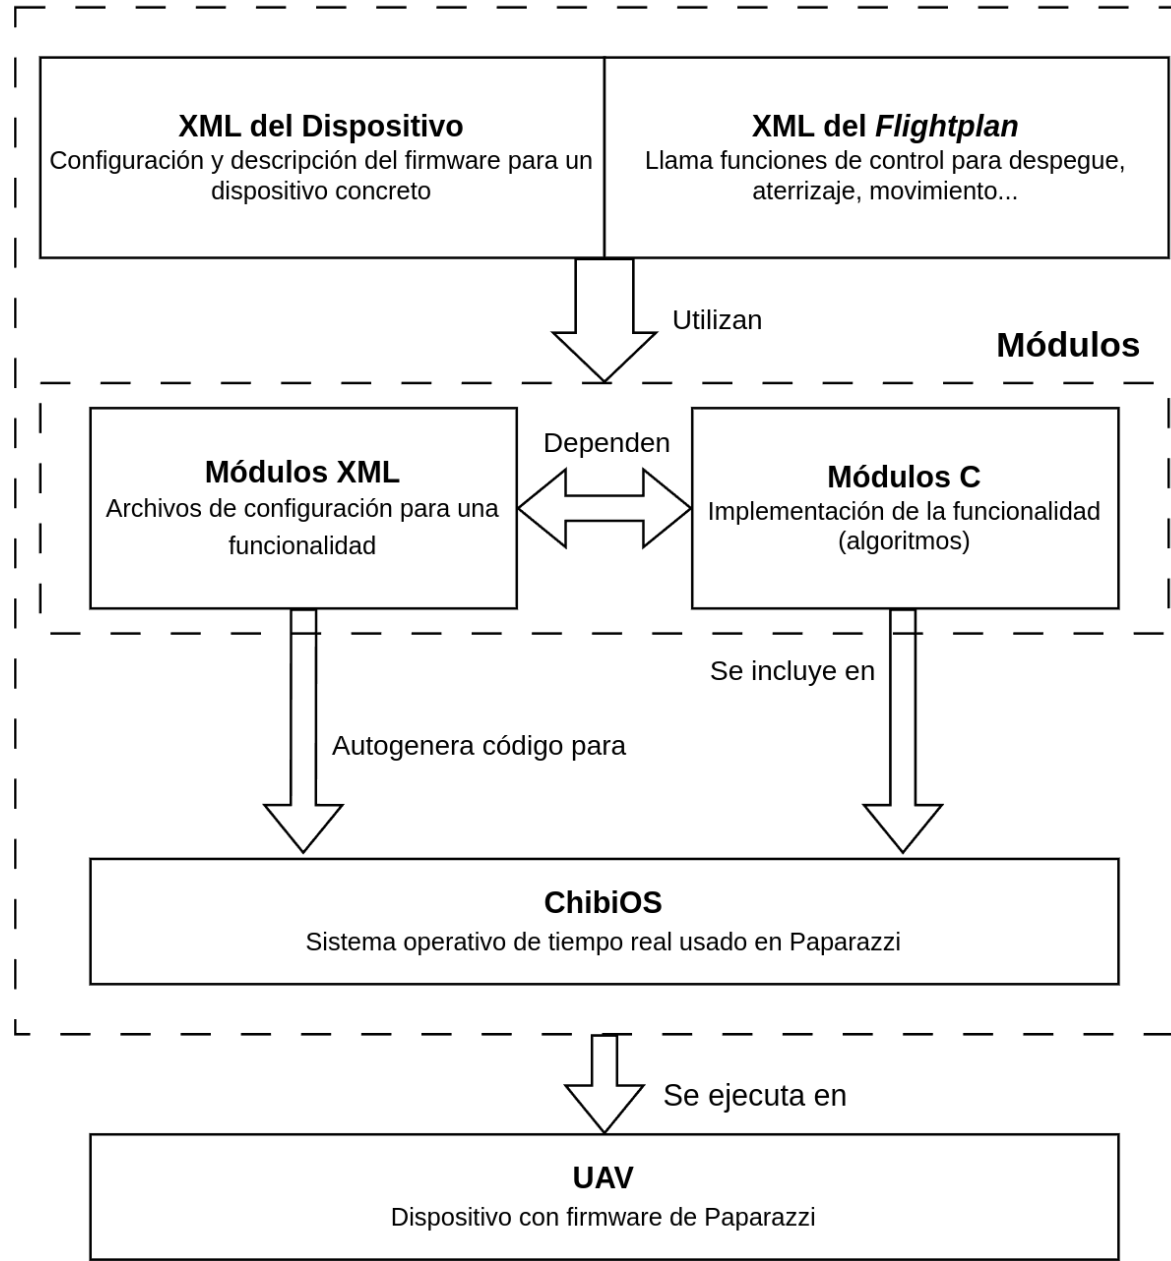 XML del Dispositivo
Configuración y descripción del firmware para un
dispositivo concreto
XML del Flightplan
Llama funciones de control para despegue,
aterrizaje, movimiento...
Utilizan
Módulos
Módulos XML
Archivos de configuración para una
funcionalidad
Dependen
Módulos C
Implementación de la funcionalidad
(algoritmos)
Se incluye en
Autogenera código para
ChibiOS
Sistema operativo de tiempo real usado en Paparazzi
Se ejecuta en
UAV
Dispositivo con firmware de Paparazzi